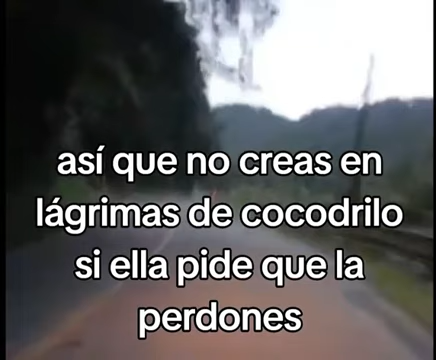 así que no creas en
lágrimas de cocodrilo
si ella pide que la
perdones